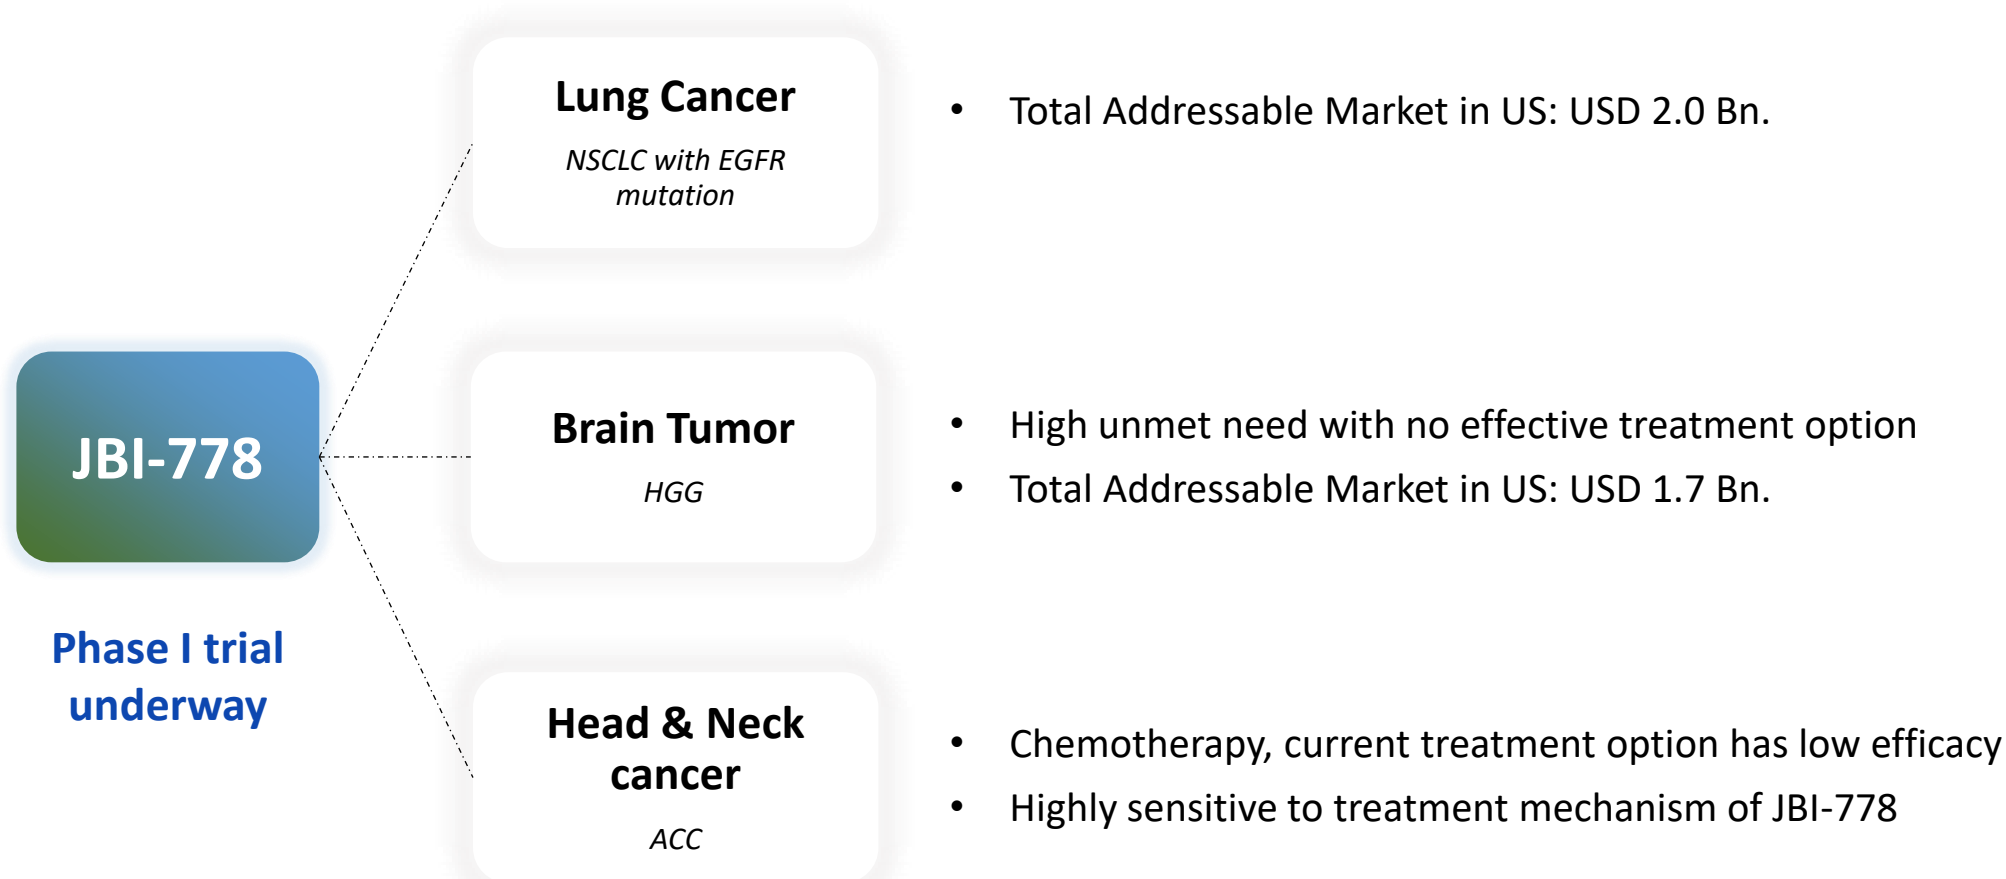 JBI-778
Phase I trial
underway
Lung Cancer
NSCLC with EGFR
mutation
• Total Addressable Market in US: USD 2.0 Bn.
Brain Tumor
HGG
• High unmet need with no effective treatment option
• Total Addressable Market in US: USD 1.7 Bn.
Head & Neck
cancer
ACC
• Chemotherapy, current treatment option has low efficacy
• Highly sensitive to treatment mechanism of JBI-778